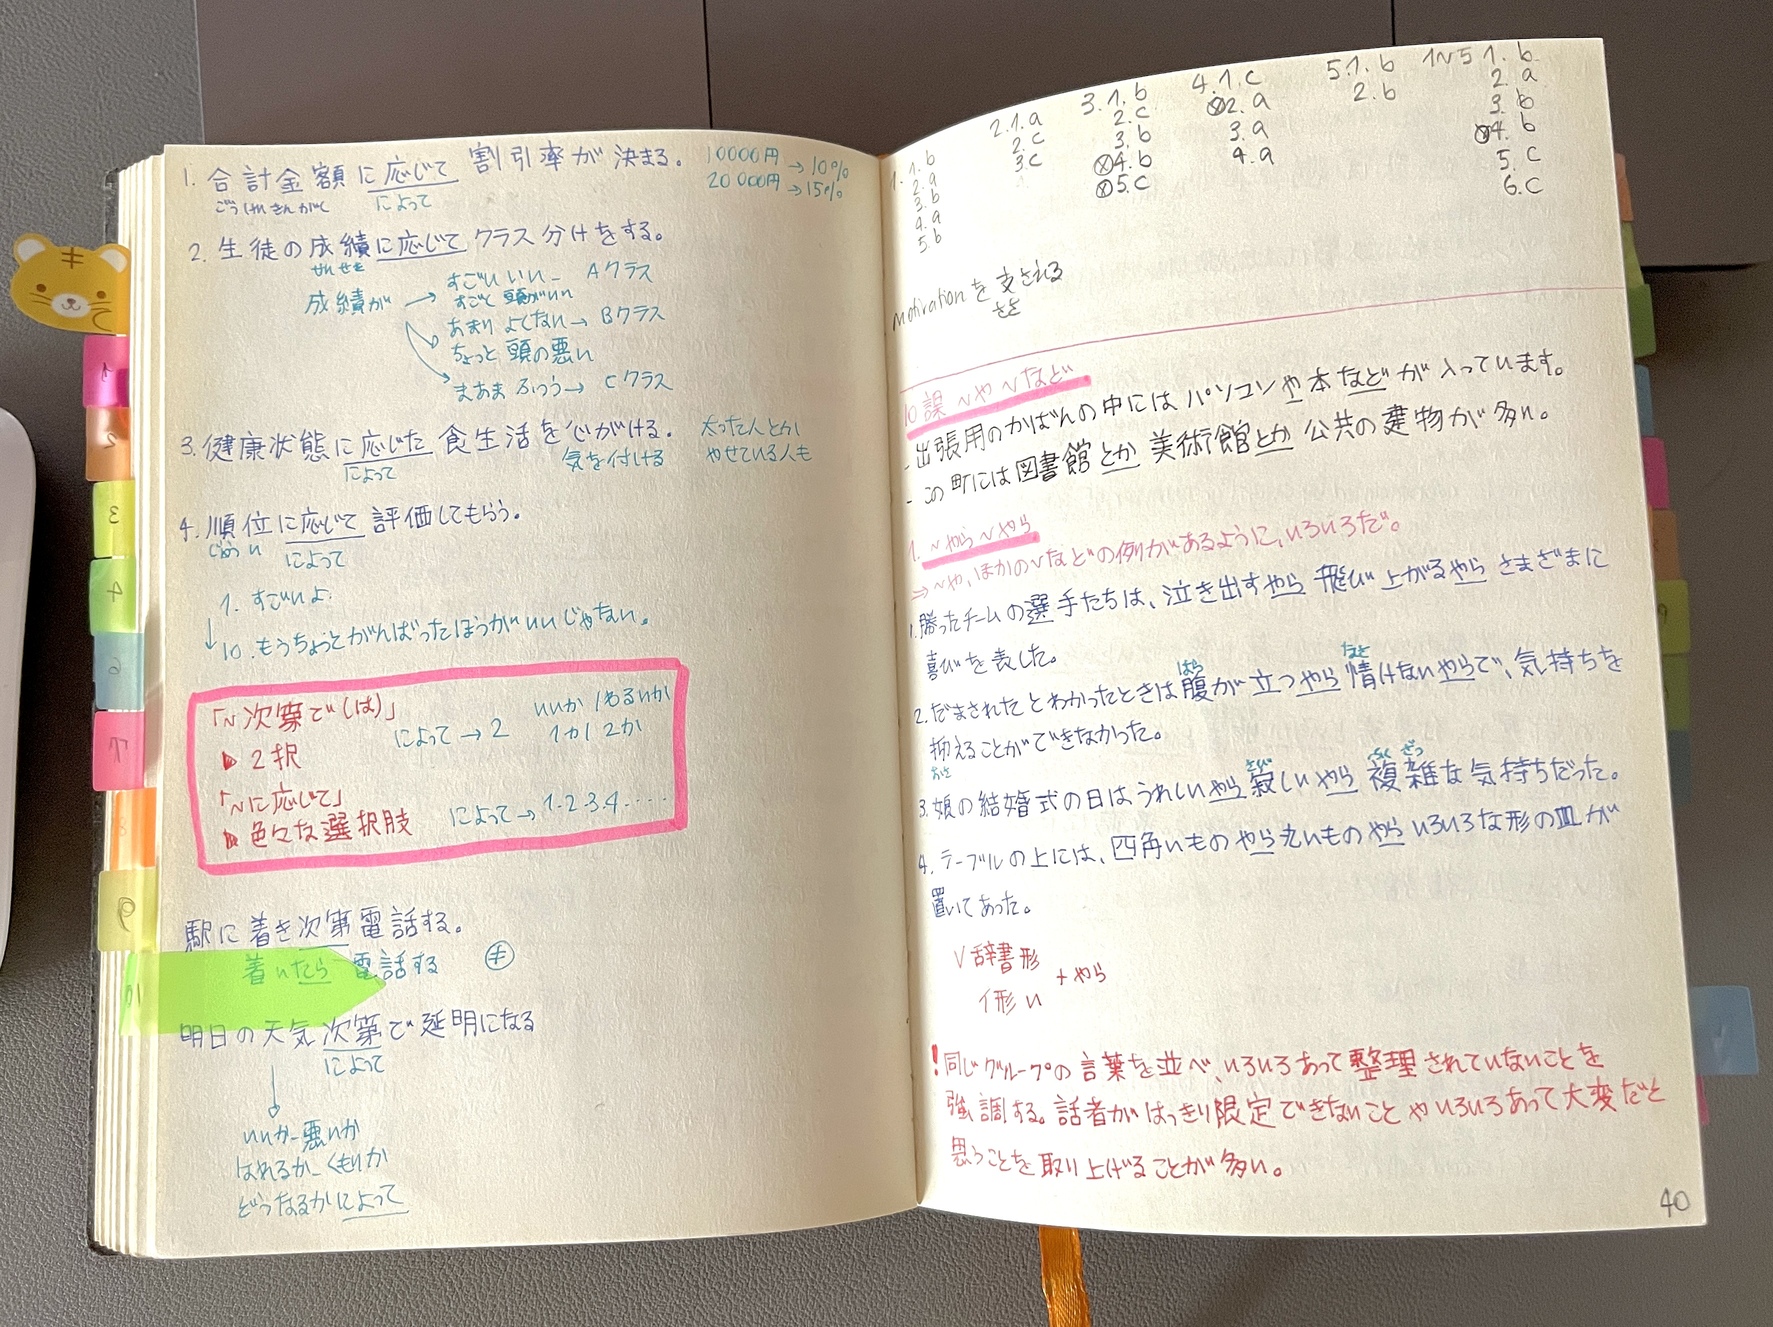 1. 合計金額に応じて 割引率が 決まる。 10000円→10%
ごうけいきんがく によって 20000円→15%
2. 生徒の成績に応じてクラス分けをする。
せいせき
成績が → すごいいい - Aクラス
すごく 頭がいい
あまり よくない→ Bクラス
ちょっと 頭の悪い
まあまあ ふつう→ Cクラス
3. 健康状態に応じた 食生活を心がける。 太った人とか
によって 気を付ける やせている人も
4. 順位に応じて 評価してもらう。
じゅんい によって
1. すごいよ
↓10. もうちょっとがんばったほうがいいじゃない。
「~次第で(は)」 いいか/わるいか
によって→2 1か 2か
▶ 2択
「~に応じて」
によって→1.2.3.4.....
▶ 色々な選択肢
駅に着き次第電話する。
着いたら 電話する
10
明日の天気次第で延期になる
によって
↓
いいか-悪いか
はれるか-くもりか
どうなるかによって
1. 1. b
2. a
3. b
4. a
5. b
2. 1. a
2. c
3. c
3. 1. b
2. c
3. b
4. b
5. c
4. 1. c
2. a
3. a
4. a
5. 1. b
2. b
1~5 1. b
2. a
3. b
4. b
5. c
6. c
motivationを 支される
ささ
10課 ~や~など
- 出張用のかばんの中には パソコンや本などが入っています。
- この町には図書館とか 美術館とか 公共の建物が多い。
1. ~やら~やら
⇒ ~や、ほかの~などの例があるように、いろいろだ。
1. 勝ったチームの選手たちは、泣き出すやら 飛び上がるやら さまざまに
喜びを表した。
はら なさ
2. だまされたとわかったときは腹が立つやら 情けないやらで、気持ちを
抑えることができなかった。
おさ さび ふく ざつ
3. 娘の結婚式の日はうれしいやら 寂しいやら 複雑な気持ちだった。
4. テーブルの上には、四角いものやら丸いものやら いろいろな形の皿が
置いてあった。
V辞書形
イ形い + やら
! 同じグループの言葉を並べ、いろいろあって整理されていないことを
強調する。話者がはっきり限定できないことやいろいろあって大変だと
思うことを取り上げることが多い。
40